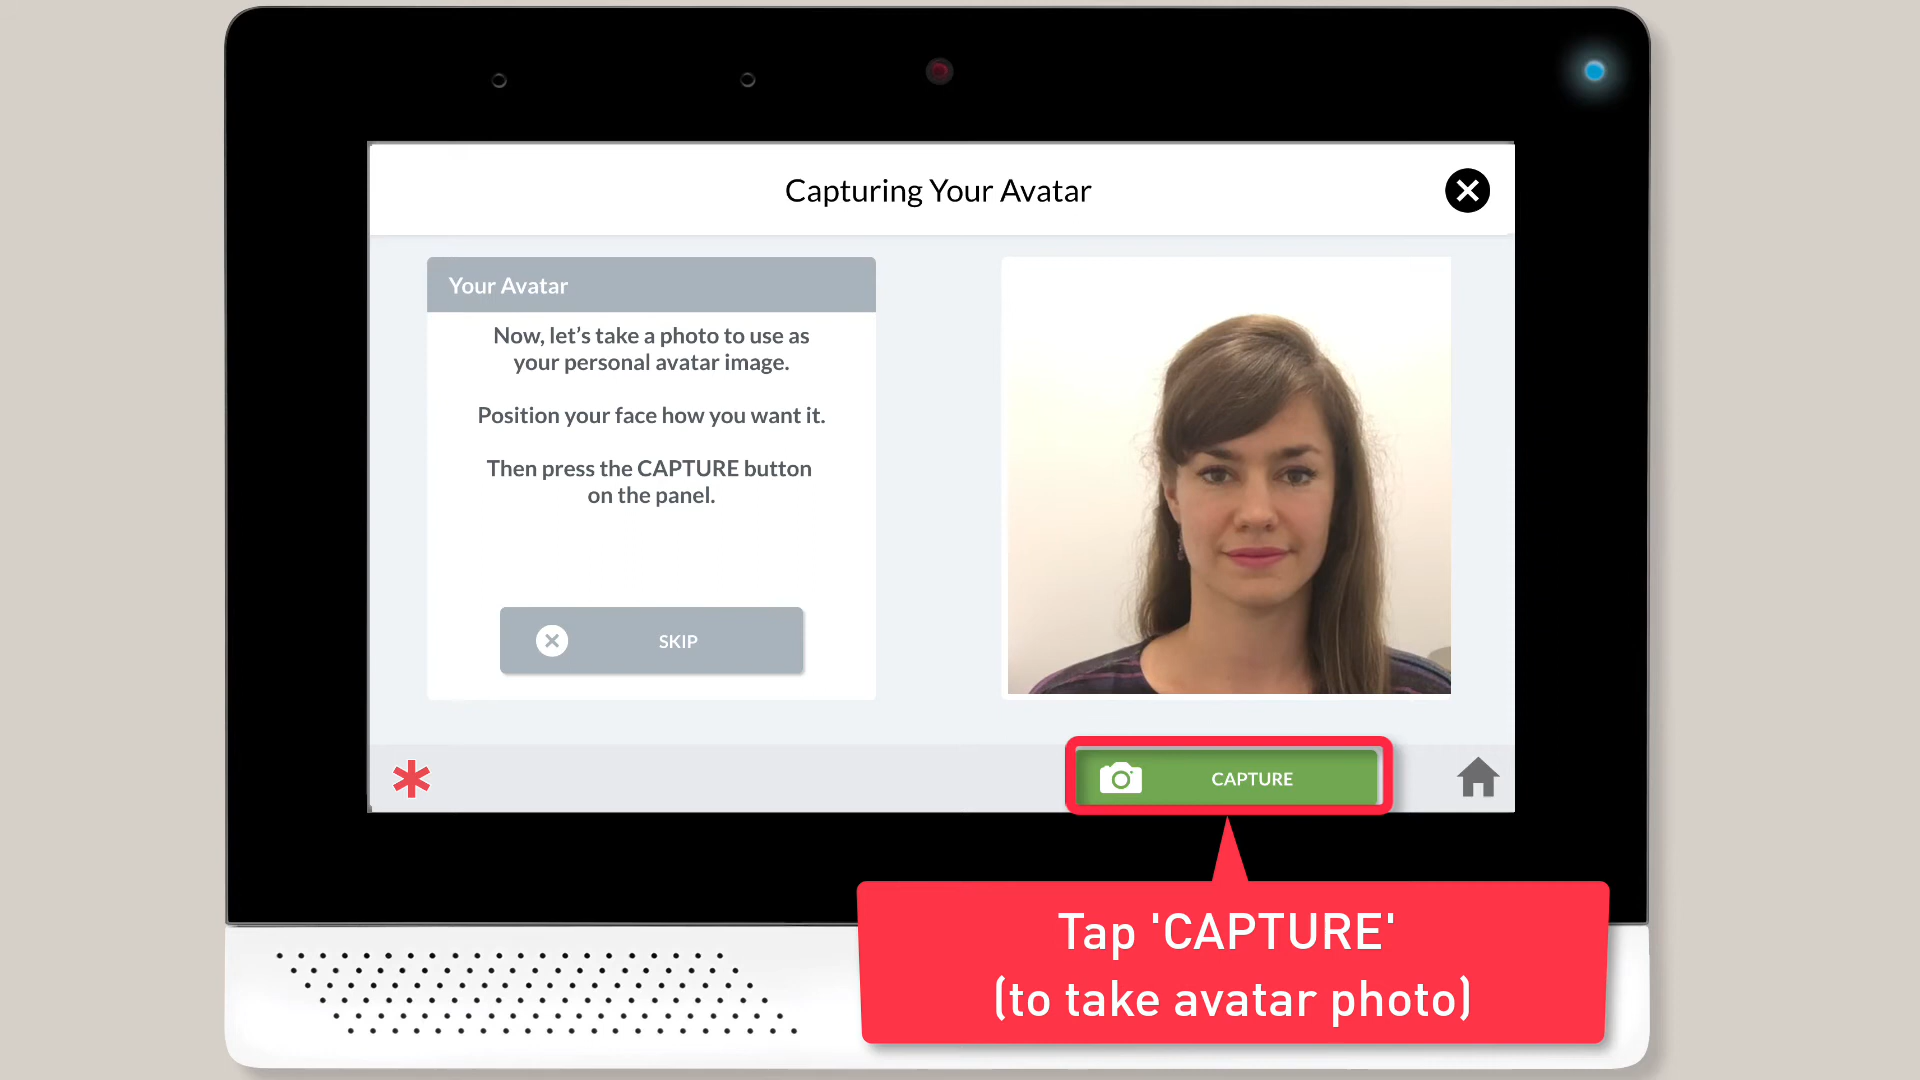 Capturing Your Avatar
Your Avatar
Now, let’s take a photo to use as
your personal avatar image.
Position your face how you want it.
Then press the CAPTURE button
on the panel.
SKIP
CAPTURE
Tap 'CAPTURE'
(to take avatar photo)